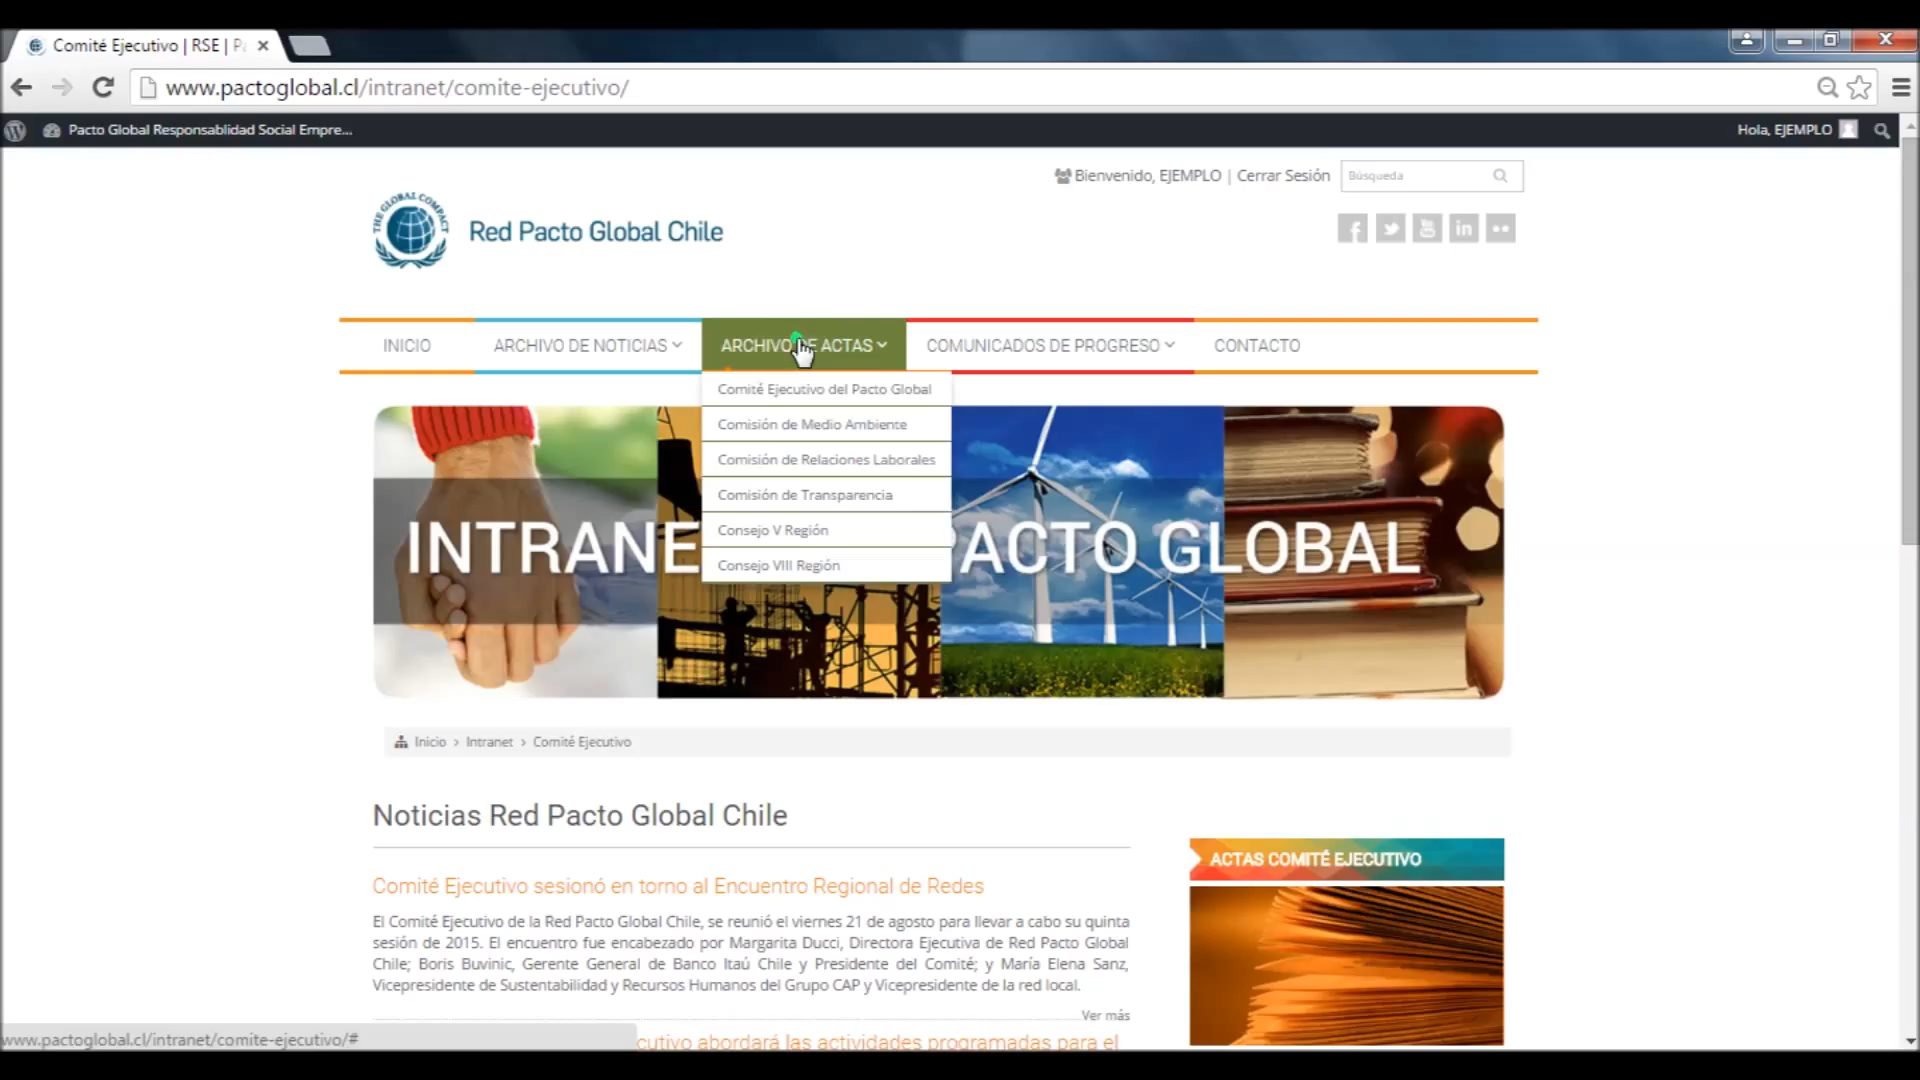 Comité Ejecutivo | RSE | P
www.pactoglobal.cl/intranet/comite-ejecutivo/
Pacto Global Responsablidad Social Empre...
Hola, EJEMPLO
Bienvenido, EJEMPLO | Cerrar Sesión
Búsqueda
THE GLOBAL COMPACT
Red Pacto Global Chile
INICIO
ARCHIVO DE NOTICIAS
ARCHIVO DE ACTAS
COMUNICADOS DE PROGRESO
CONTACTO
Comité Ejecutivo del Pacto Global
Comisión de Medio Ambiente
Comisión de Relaciones Laborales
Comisión de Transparencia
Consejo V Región
Consejo VIII Región
INTRANE ACTO GLOBAL
Inicio › Intranet › Comité Ejecutivo
Noticias Red Pacto Global Chile
Comité Ejecutivo sesionó en torno al Encuentro Regional de Redes
El Comité Ejecutivo de la Red Pacto Global Chile, se reunió el viernes 21 de agosto para llevar a cabo su quinta
sesión de 2015. El encuentro fue encabezado por Margarita Ducci, Directora Ejecutiva de Red Pacto Global
Chile; Boris Buvinic, Gerente General de Banco Itaú Chile y Presidente del Comité; y María Elena Sanz,
Vicepresidente de Sustentabilidad y Recursos Humanos del Grupo CAP y Vicepresidente de la red local.
Ver más
cutivo abordará las actividades programadas para el
ACTAS COMITÉ EJECUTIVO
www.pactoglobal.cl/intranet/comite-ejecutivo/#